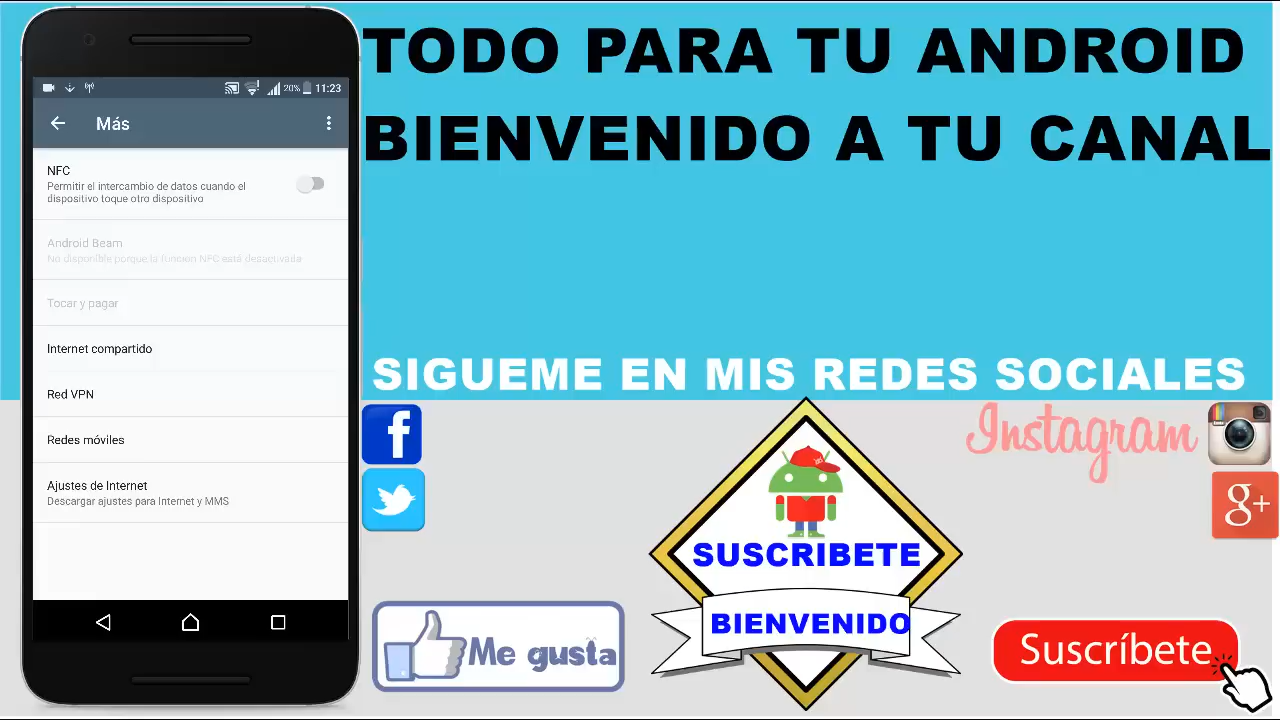 20% 11:23
Más
NFC
Permitir el intercambio de datos cuando el
dispositivo toque otro dispositivo
Android Beam
No disponible porque la función NFC está desactivada
Tocar y pagar
Internet compartido
Red VPN
Redes móviles
Ajustes de Internet
Descargar ajustes para Internet y MMS
TODO PARA TU ANDROID
BIENVENIDO A TU CANAL
SIGUEME EN MIS REDES SOCIALES
f
Instagram
g+
SUSCRIBETE
BIENVENIDO
Me gusta
Suscríbete